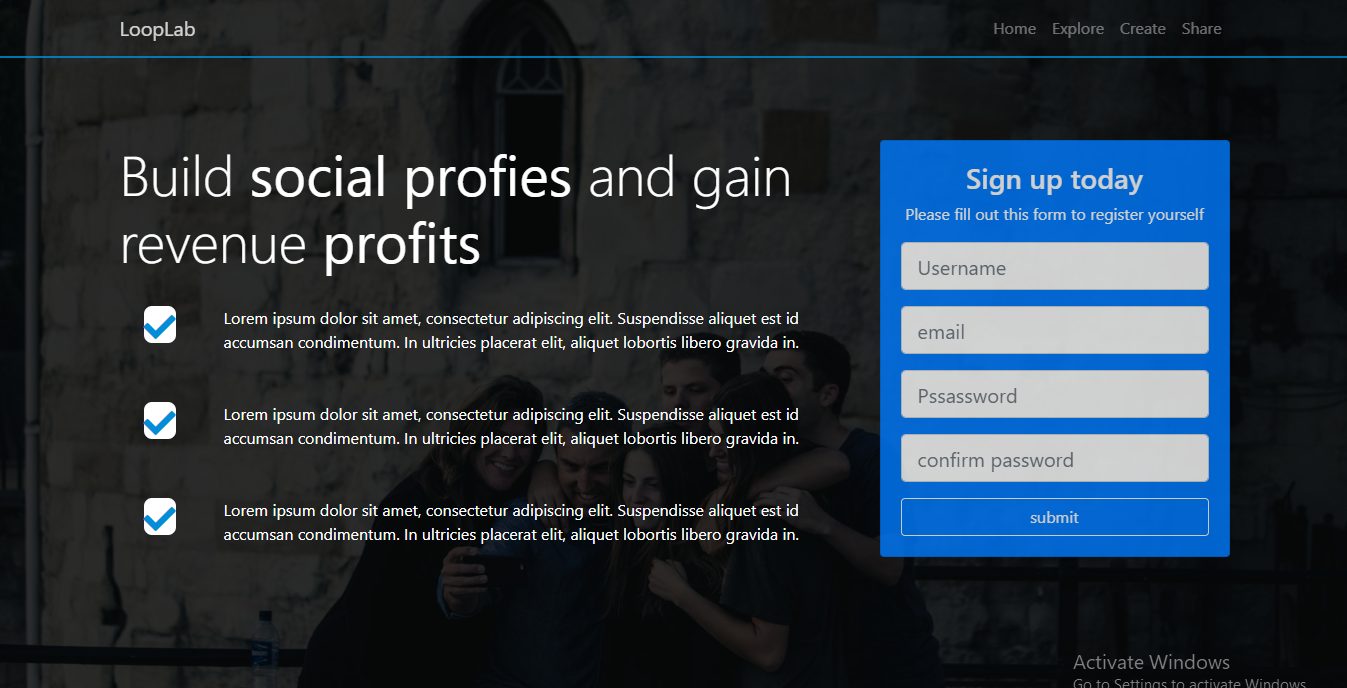 LoopLab
Home Explore Create Share
Build social profies and gain
revenue profits
Lorem ipsum dolor sit amet, consectetur adipiscing elit. Suspendisse aliquet est id
accumsan condimentum. In ultricies placerat elit, aliquet lobortis libero gravida in.
Lorem ipsum dolor sit amet, consectetur adipiscing elit. Suspendisse aliquet est id
accumsan condimentum. In ultricies placerat elit, aliquet lobortis libero gravida in.
Lorem ipsum dolor sit amet, consectetur adipiscing elit. Suspendisse aliquet est id
accumsan condimentum. In ultricies placerat elit, aliquet lobortis libero gravida in.
Sign up today
Please fill out this form to register yourself
Username
email
Pssassword
confirm password
submit
Activate Windows
Go to Settings to activate Windows.